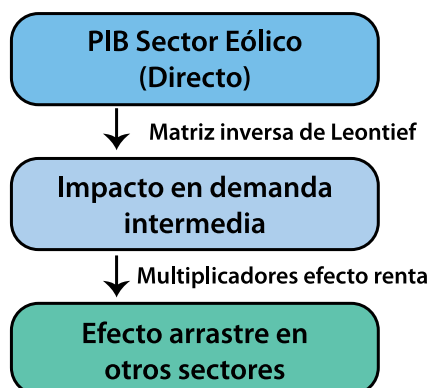 PIB Sector Eólico
(Directo)
Matriz inversa de Leontief
Impacto en demanda
intermedia
Multiplicadores efecto renta
Efecto arrastre en
otros sectores